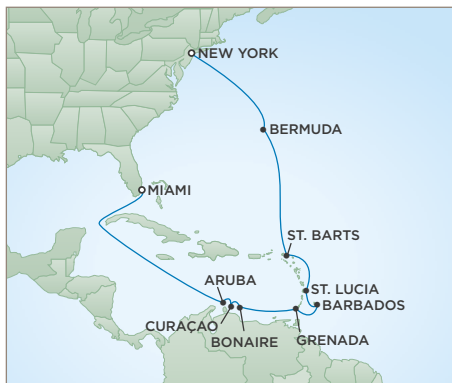 NEW YORK
BERMUDA
MIAMI
ST. BARTS
ARUBA
ST. LUCIA
BARBADOS
CURAÇAO
BONAIRE
GRENADA